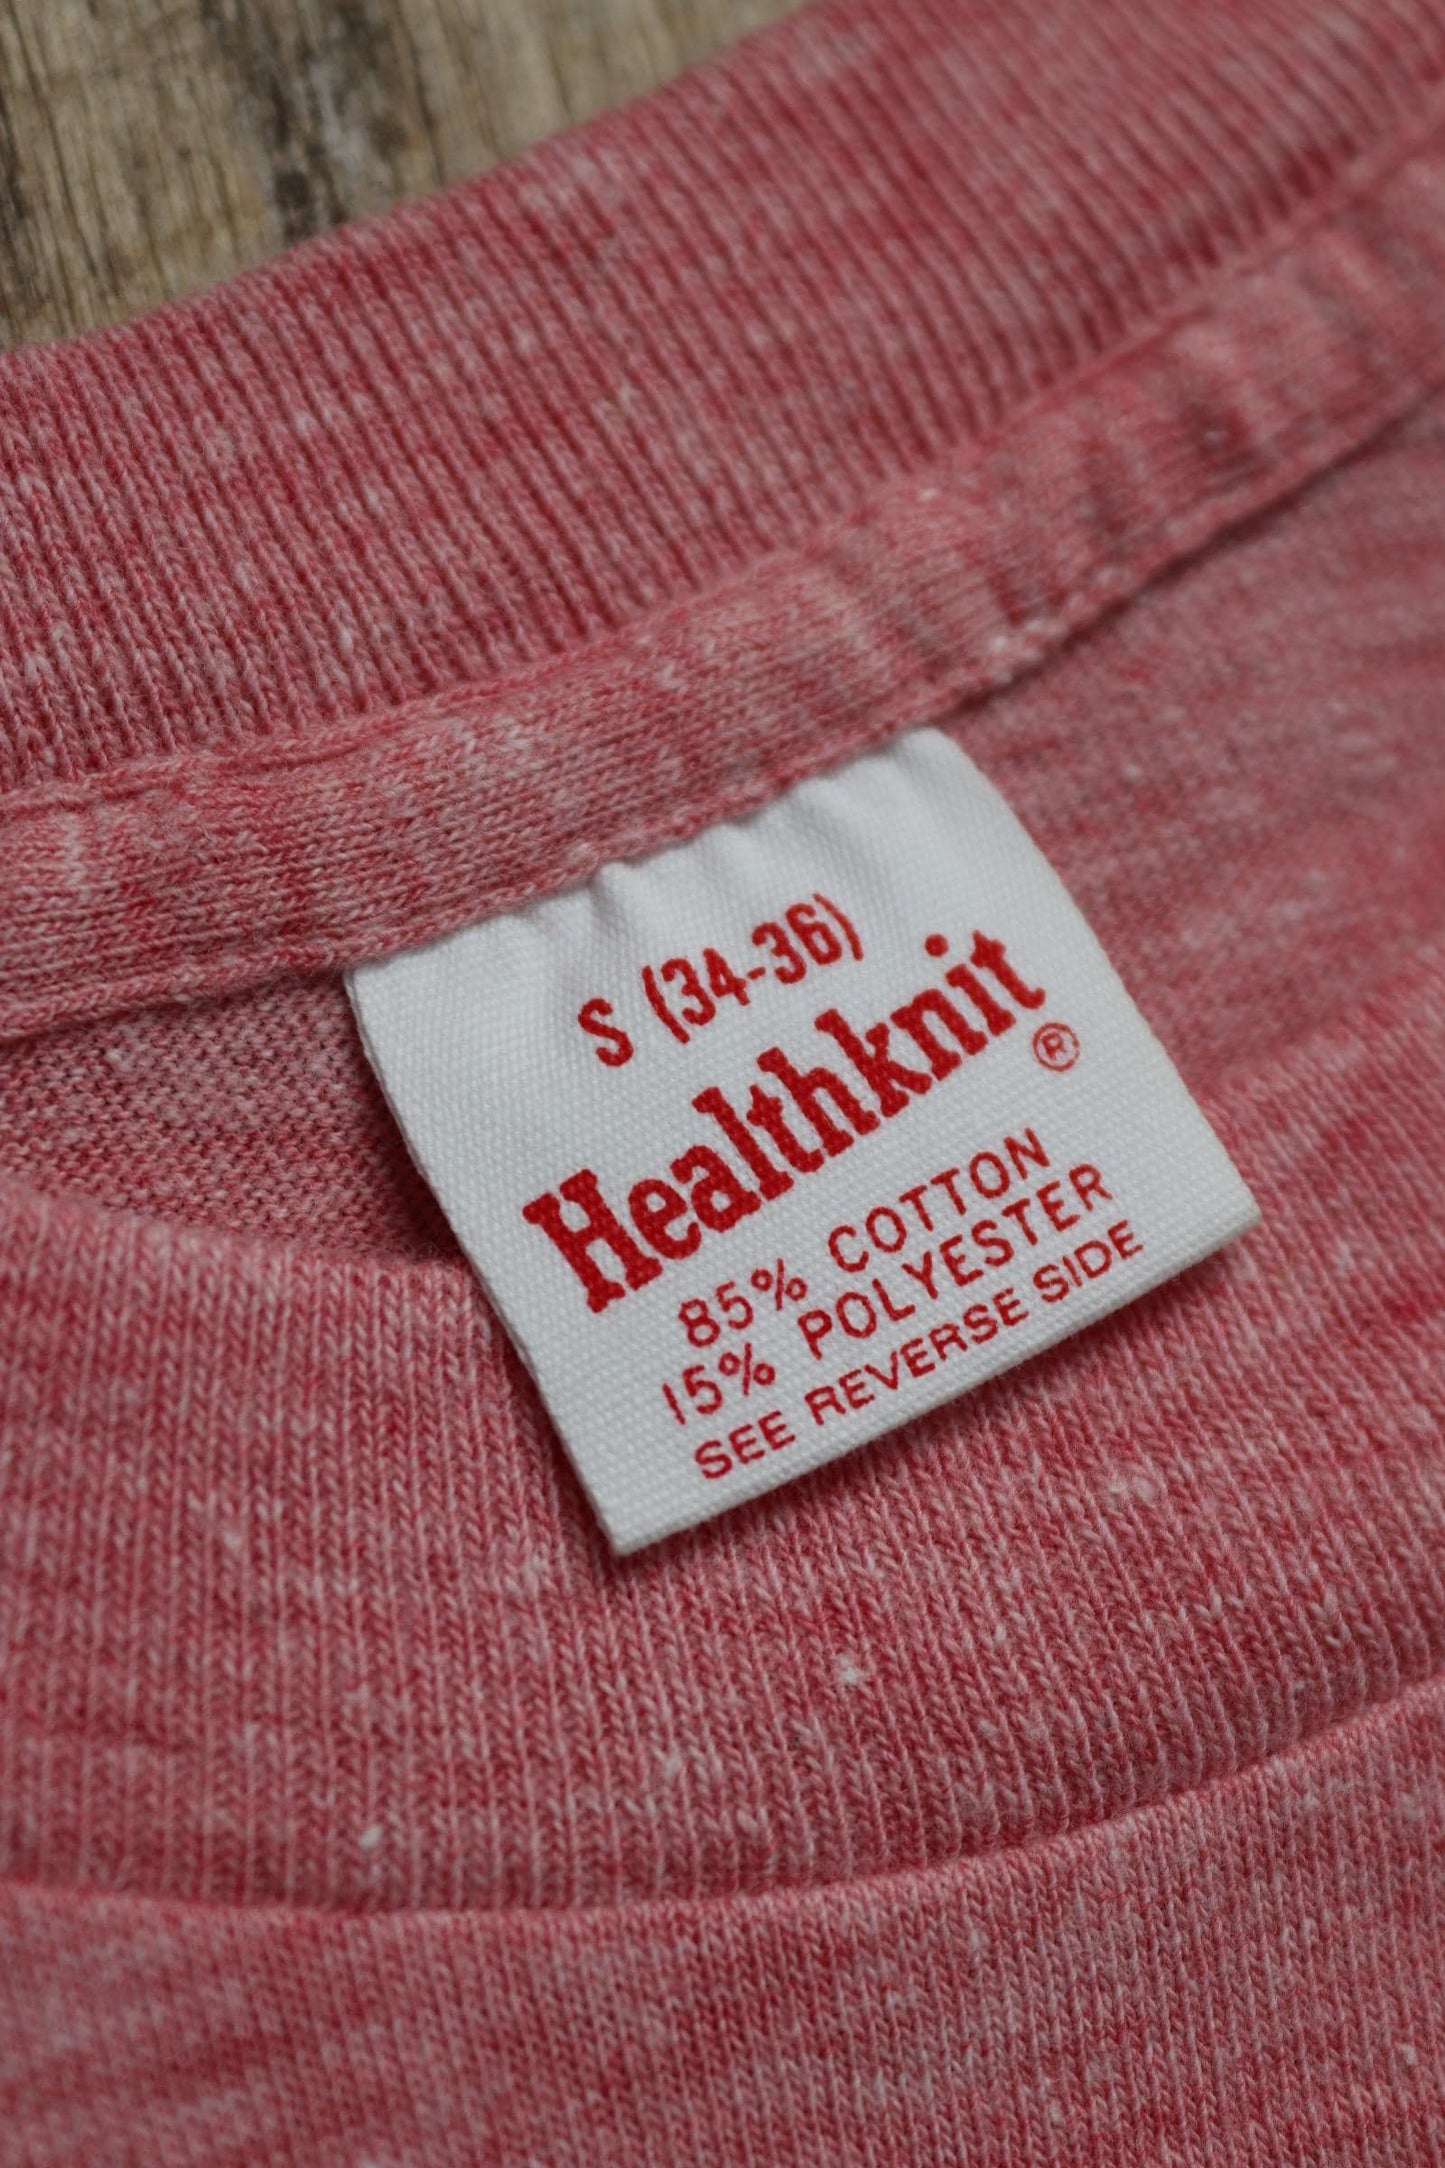 S (34-36)
Healthknit®
85% COTTON
15% POLYESTER
SEE REVERSE SIDE